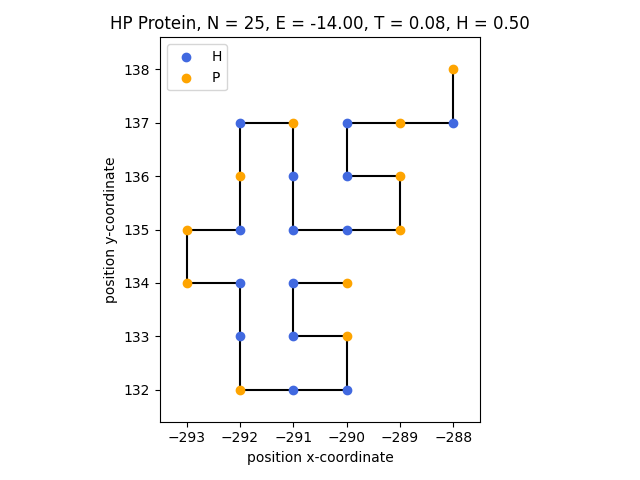 HP Protein, N = 25, E = -14.00, T = 0.08, H = 0.50
H
P
138
137
136
135
134
133
132
position y-coordinate
−293 −292 −291 −290 −289 −288
position x-coordinate